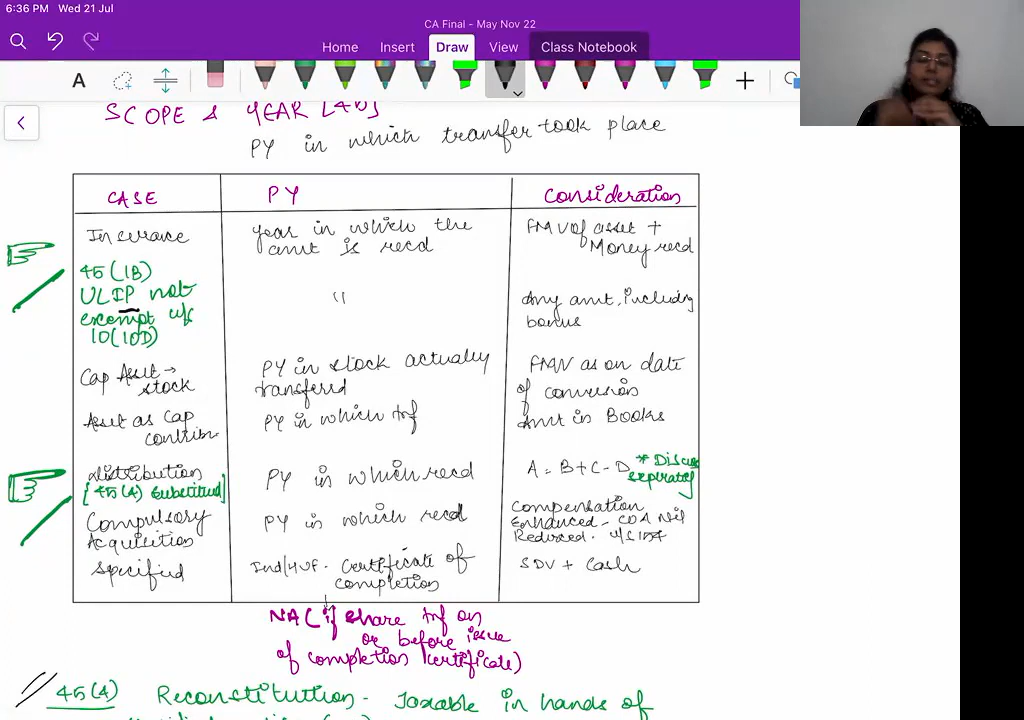 6:36 PM Wed 21 Jul
CA Final - May Nov 22
Home Insert Draw View Class Notebook
A
SCOPE & YEAR [45]
PY in which transfer took place
CASE PY Consideration
Insurance year in which the amt is recd FMV of asset + Money recd
45(1B)
ULIP not
exempt u/s
10(10D)
"
Any amt, including
bonus
Cap Asset →
stock
PY in stock actually
transferred
FMV as on date
of conversion
Asset as Cap
contribn
PY in which trf
Amt in Books
Distribution
[45(4) substituted]
PY in which recd
A = B + C - D * Discuss
separately
Compulsory
Acquisition
PY in which recd
Compensation
Enhanced - COA Nil
Reduced - u/s 154
Specified
Ind/HUF - Certificate of
completion
SDV + Cash
NA (if share trf on
or before issue
of completion certificate)
45(4) Reconstitution - Taxable in hands of